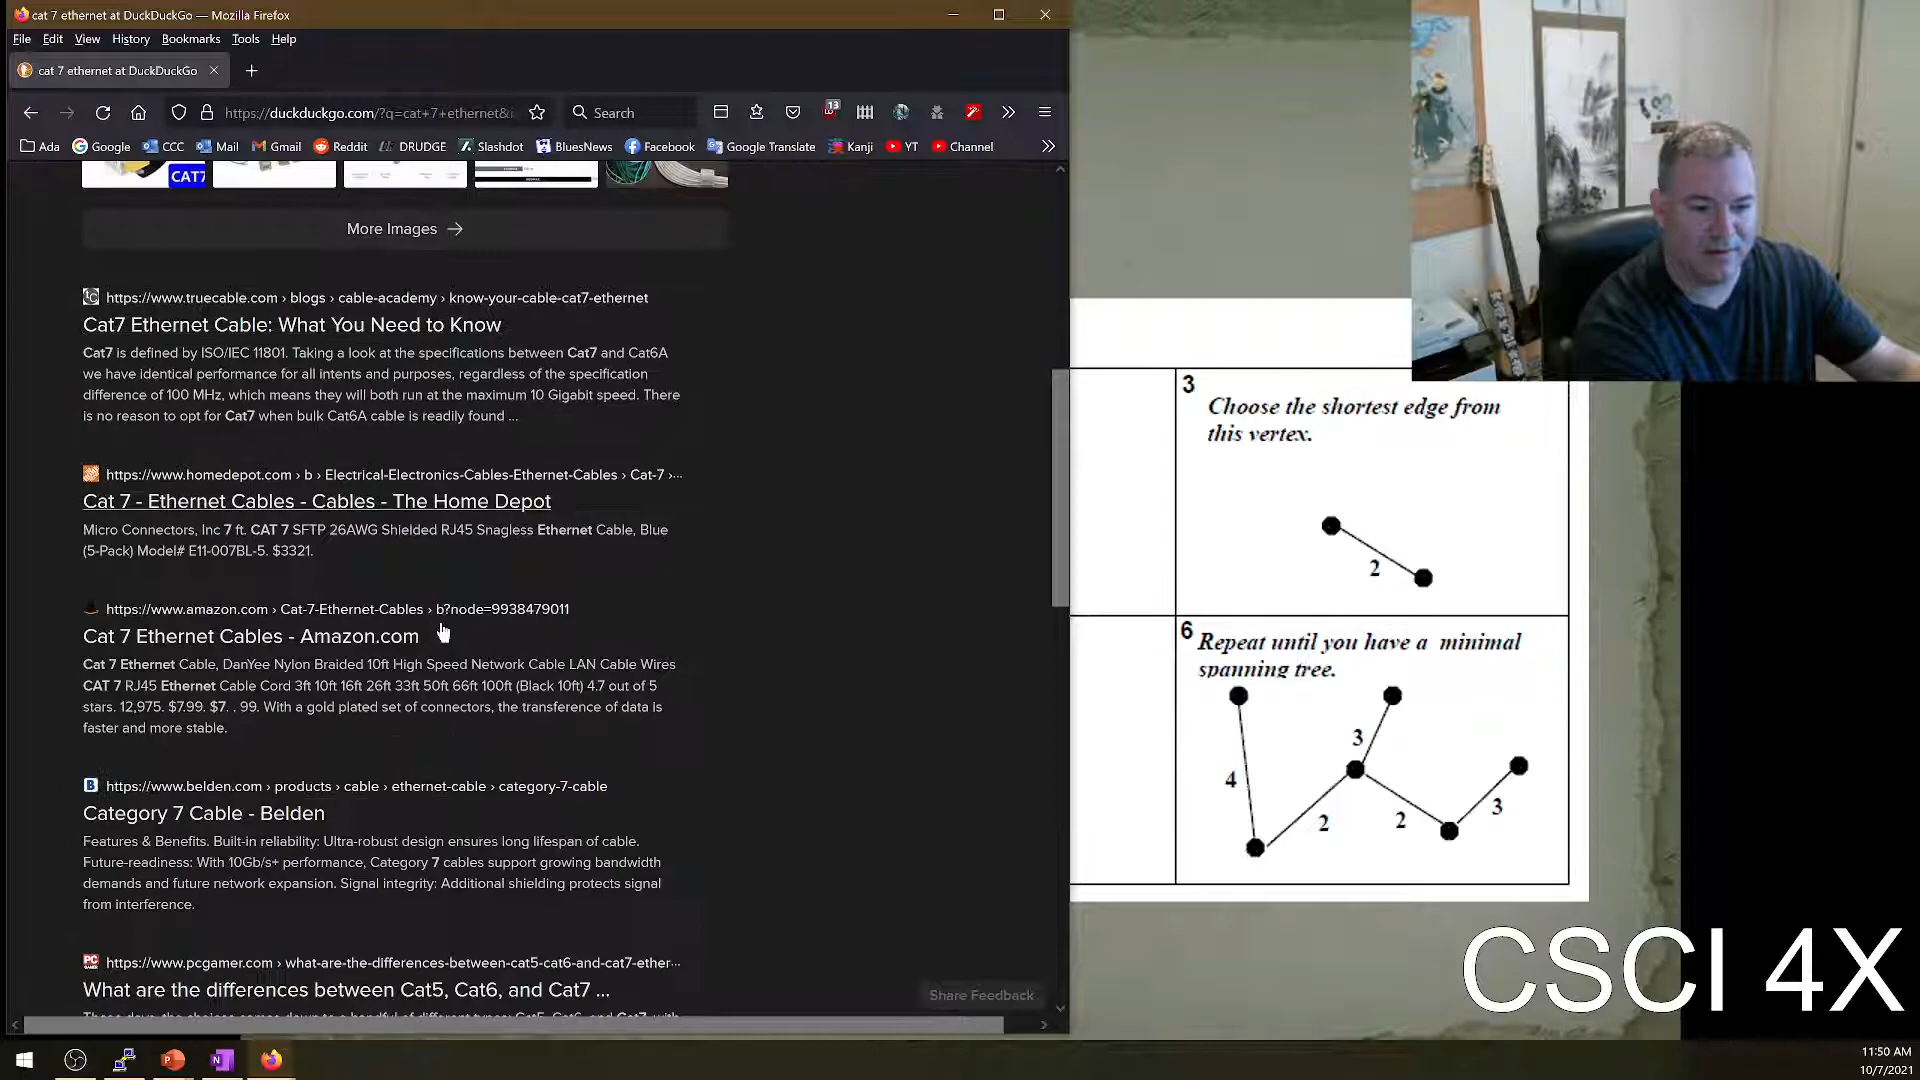 cat 7 ethernet at DuckDuckGo — Mozilla Firefox
File Edit View History Bookmarks Tools Help
cat 7 ethernet at DuckDuckGo
https://duckduckgo.com/?q=cat+7+ethernet&i
Search
13
Ada Google CCC Mail Gmail Reddit DRUDGE Slashdot BluesNews Facebook Google Translate Kanji YT Channel
CAT7
More Images
https://www.truecable.com › blogs › cable-academy › know-your-cable-cat7-ethernet
Cat7 Ethernet Cable: What You Need to Know
Cat7 is defined by ISO/IEC 11801. Taking a look at the specifications between Cat7 and Cat6A
we have identical performance for all intents and purposes, regardless of the specification
difference of 100 MHz, which means they will both run at the maximum 10 Gigabit speed. There
is no reason to opt for Cat7 when bulk Cat6A cable is readily found ...
https://www.homedepot.com › b › Electrical-Electronics-Cables-Ethernet-Cables › Cat-7 ›...
Cat 7 - Ethernet Cables - Cables - The Home Depot
Micro Connectors, Inc 7 ft. CAT 7 SFTP 26AWG Shielded RJ45 Snagless Ethernet Cable, Blue
(5-Pack) Model# E11-007BL-5. $3321.
https://www.amazon.com › Cat-7-Ethernet-Cables › b?node=9938479011
Cat 7 Ethernet Cables - Amazon.com
Cat 7 Ethernet Cable, DanYee Nylon Braided 10ft High Speed Network Cable LAN Cable Wires
CAT 7 RJ45 Ethernet Cable Cord 3ft 10ft 16ft 26ft 33ft 50ft 66ft 100ft (Black 10ft) 4.7 out of 5
stars. 12,975. $7.99. $7. . 99. With a gold plated set of connectors, the transference of data is
faster and more stable.
https://www.belden.com › products › cable › ethernet-cable › category-7-cable
Category 7 Cable - Belden
Features & Benefits. Built-in reliability: Ultra-robust design ensures long lifespan of cable.
Future-readiness: With 10Gb/s+ performance, Category 7 cables support growing bandwidth
demands and future network expansion. Signal integrity: Additional shielding protects signal
from interference.
https://www.pcgamer.com › what-are-the-differences-between-cat5-cat6-and-cat7-ether...
What are the differences between Cat5, Cat6, and Cat7 ...
Share Feedback
3
Choose the shortest edge from
this vertex.
2
6
Repeat until you have a minimal
spanning tree.
3
4
3
2
2
CSCI 4X
11:50 AM
10/7/2021